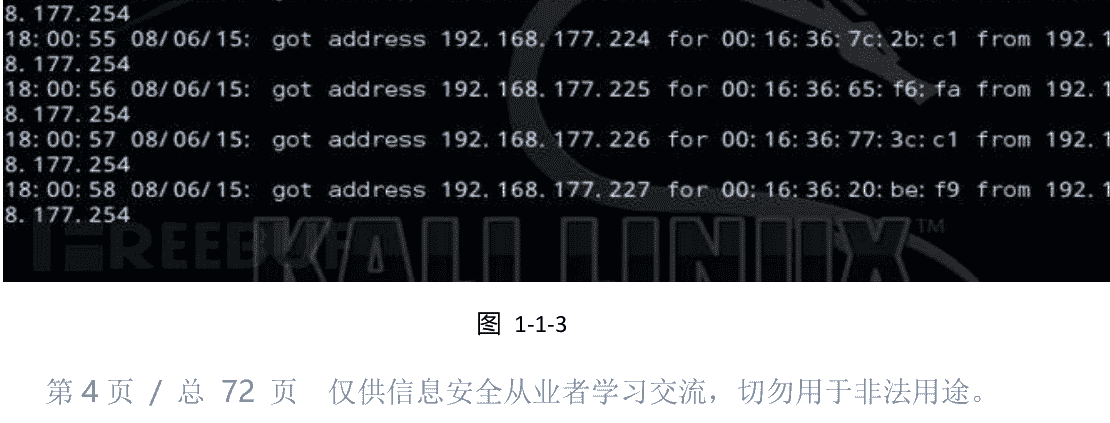 8.177.254
18:00:55 08/06/15: got address 192.168.177.224 for 00:16:36:7c:2b:c1 from 192.1
8.177.254
18:00:56 08/06/15: got address 192.168.177.225 for 00:16:36:65:f6:fa from 192.1
8.177.254
18:00:57 08/06/15: got address 192.168.177.226 for 00:16:36:77:3c:c1 from 192.1
8.177.254
18:00:58 08/06/15: got address 192.168.177.227 for 00:16:36:20:be:f9 from 192.1
8.177.254
FREEBUF
KALI LINUX™
图 1-1-3
第 4 页 / 总 72 页 仅供信息安全从业者学习交流，切勿用于非法用途。